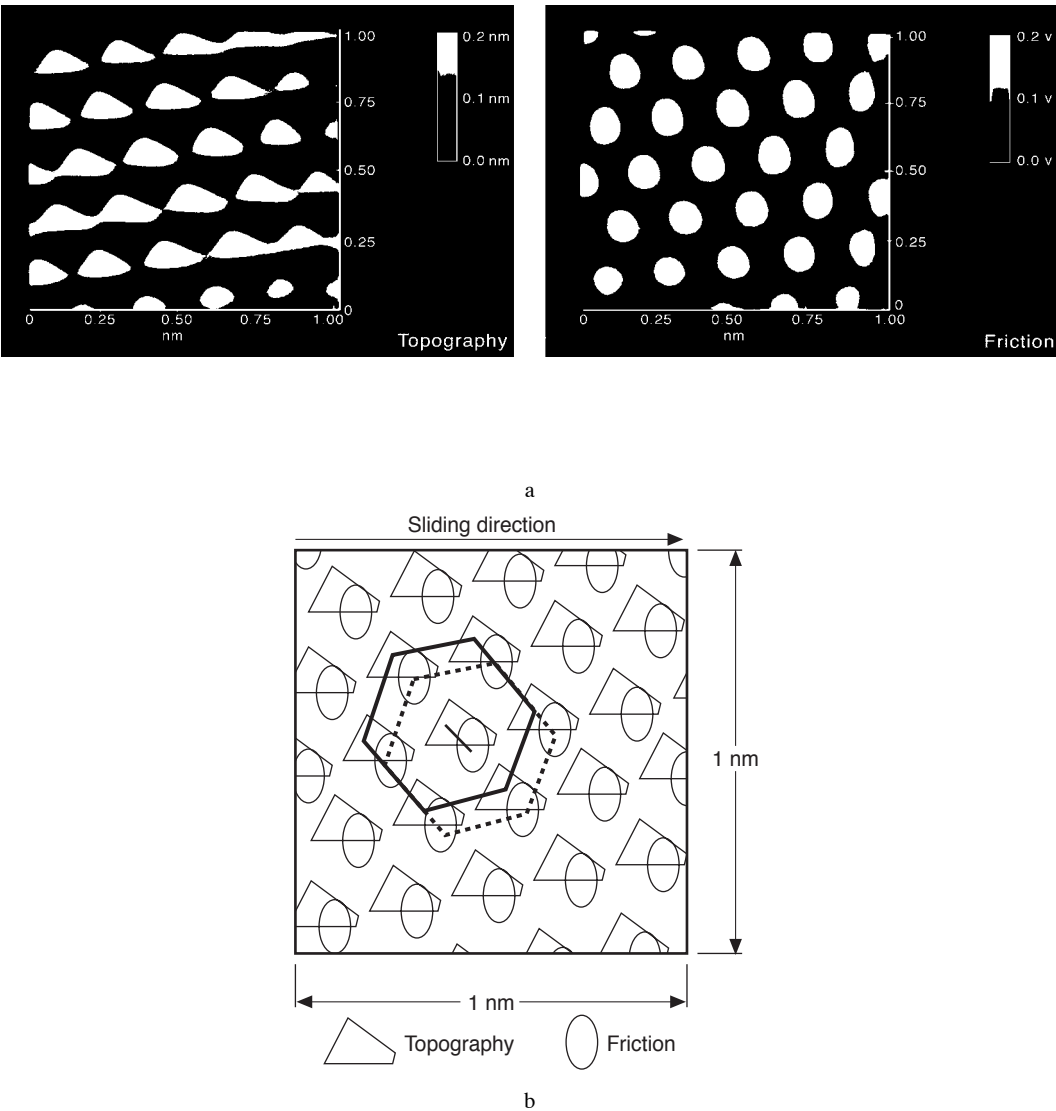 0.2 nm
0.1 nm
0.0 nm
1.00
0.75
0.50
0.25
0
0 0.25 0.50 0.75 1.00
nm
Topography
0.2 v
0.1 v
0.0 v
1.00
0.75
0.50
0.25
0
0 0.25 0.50 0.75 1.00
nm
Friction
a
Sliding direction
1 nm
1 nm
Topography Friction
b